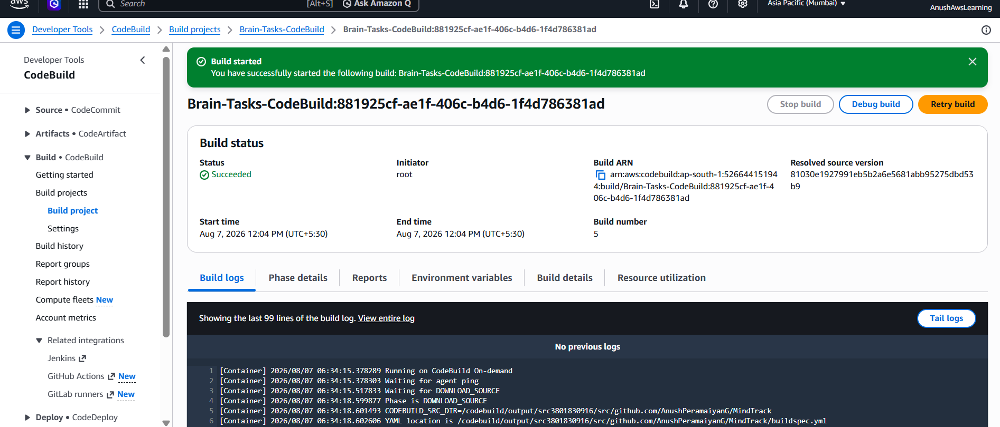 aws
Search
[Alt+S]
Ask Amazon Q
Asia Pacific (Mumbai)
AnushAwsLearning
Developer Tools
CodeBuild
Build projects
Brain-Tasks-CodeBuild
Brain-Tasks-CodeBuild:881925cf-ae1f-406c-b4d6-1f4d786381ad
Developer Tools
CodeBuild
Source • CodeCommit
Artifacts • CodeArtifact
Build • CodeBuild
Getting started
Build projects
Build project
Settings
Build history
Report groups
Report history
Compute fleets New
Account metrics
Related integrations
Jenkins
GitHub Actions New
GitLab runners New
Deploy • CodeDeploy
Build started
You have successfully started the following build: Brain-Tasks-CodeBuild:881925cf-ae1f-406c-b4d6-1f4d786381ad
Brain-Tasks-CodeBuild:881925cf-ae1f-406c-b4d6-1f4d786381ad
Stop build
Debug build
Retry build
Build status
Status
Succeeded
Initiator
root
Build ARN
arn:aws:codebuild:ap-south-1:52664415194
4:build/Brain-Tasks-CodeBuild:881925cf-ae1f-4
06c-b4d6-1f4d786381ad
Resolved source version
81030e1927991eb5b2a6e5681abb95275dbd53
b9
Start time
Aug 7, 2026 12:04 PM (UTC+5:30)
End time
Aug 7, 2026 12:04 PM (UTC+5:30)
Build number
5
Build logs
Phase details
Reports
Environment variables
Build details
Resource utilization
Showing the last 99 lines of the build log. View entire log
Tail logs
No previous logs
1 [Container] 2026/08/07 06:34:15.378289 Running on CodeBuild On-demand
2 [Container] 2026/08/07 06:34:15.378303 Waiting for agent ping
3 [Container] 2026/08/07 06:34:15.517833 Waiting for DOWNLOAD_SOURCE
4 [Container] 2026/08/07 06:34:18.599877 Phase is DOWNLOAD_SOURCE
5 [Container] 2026/08/07 06:34:18.601493 CODEBUILD_SRC_DIR=/codebuild/output/src3801830916/src/github.com/AnushPeramaiyanG/MindTrack
6 [Container] 2026/08/07 06:34:18.602606 YAML location is /codebuild/output/src3801830916/src/github.com/AnushPeramaiyanG/MindTrack/buildspec.yml